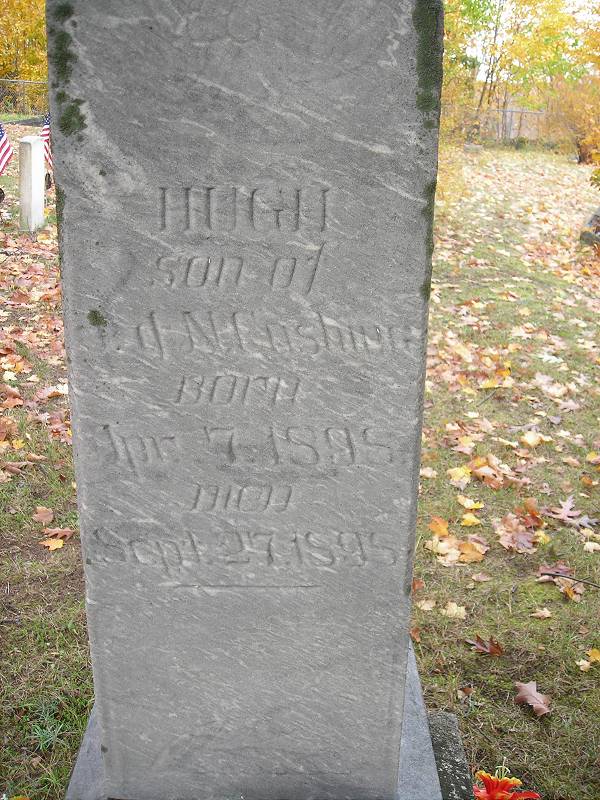 HUGH
son of
BORN
Apr 7. 1895
DIED
Sept. 27. 1895